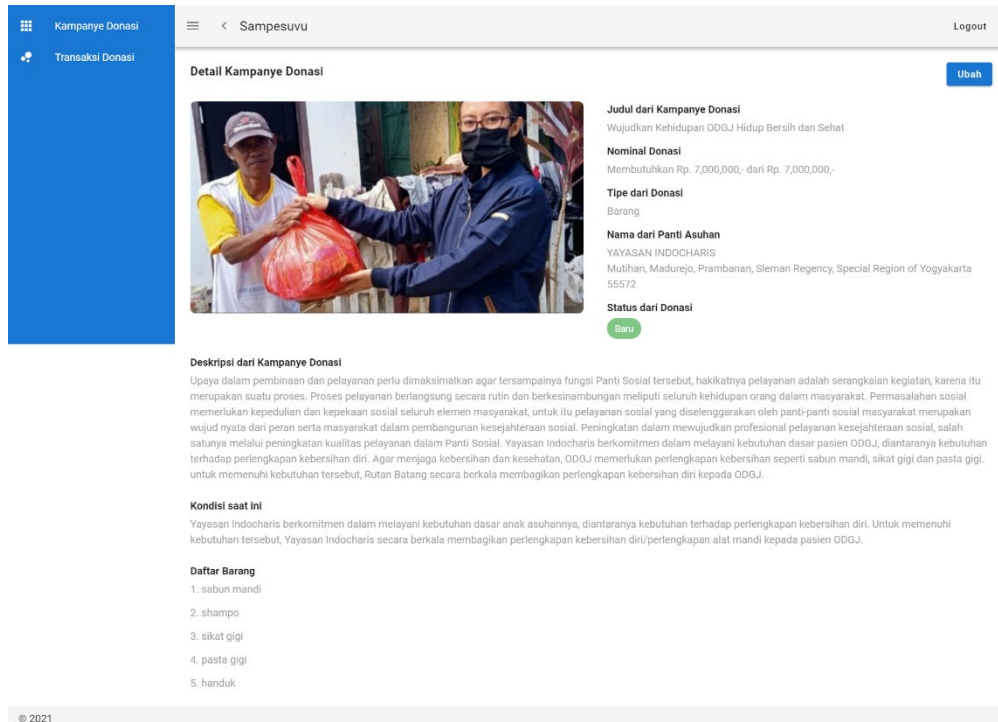 Kampanye Donasi
Transaksi Donasi
Sampesuvu
Logout
Detail Kampanye Donasi
Ubah
Judul dari Kampanye Donasi
Wujudkan Kehidupan ODGJ Hidup Bersih dan Sehat
Nominal Donasi
Membutuhkan Rp. 7,000,000,- dari Rp. 7,000,000,-
Tipe dari Donasi
Barang
Nama dari Panti Asuhan
YAYASAN INDOCHARIS
Mutihan, Madurejo, Prambanan, Sleman Regency, Special Region of Yogyakarta
55572
Status dari Donasi
Baru
Deskripsi dari Kampanye Donasi
Upaya dalam pembinaan dan pelayanan perlu dimaksimalkan agar tersampainya fungsi Panti Sosial tersebut, hakikatnya pelayanan adalah serangkaian kegiatan, karena itu
merupakan suatu proses. Proses pelayanan berlangsung secara rutin dan berkesinambungan meliputi seluruh kehidupan orang dalam masyarakat. Permasalahan sosial
memerlukan kepedulian dan kepekaan sosial seluruh elemen masyarakat, untuk itu pelayanan sosial yang diselenggarakan oleh panti-panti sosial masyarakat merupakan
wujud nyata dari peran serta masyarakat dalam pembangunan kesejahteraan sosial. Peningkatan dalam mewujudkan profesional pelayanan kesejahteraan sosial, salah
satunya melalui peningkatan kualitas pelayanan dalam Panti Sosial. Yayasan Indocharis berkomitmen dalam melayani kebutuhan dasar pasien ODGJ, diantaranya kebutuhan
terhadap perlengkapan kebersihan diri. Agar menjaga kebersihan dan kesehatan, ODGJ memerlukan perlengkapan kebersihan seperti sabun mandi, sikat gigi dan pasta gigi.
untuk memenuhi kebutuhan tersebut, Rutan Batang secara berkala membagikan perlengkapan kebersihan diri kepada ODGJ.
Kondisi saat ini
Yayasan Indocharis berkomitmen dalam melayani kebutuhan dasar anak asuhannya, diantaranya kebutuhan terhadap perlengkapan kebersihan diri. Untuk memenuhi
kebutuhan tersebut, Yayasan Indocharis secara berkala membagikan perlengkapan kebersihan diri/perlengkapan alat mandi kepada pasien ODGJ.
Daftar Barang
1. sabun mandi
2. shampo
3. sikat gigi
4. pasta gigi
5. handuk
© 2021